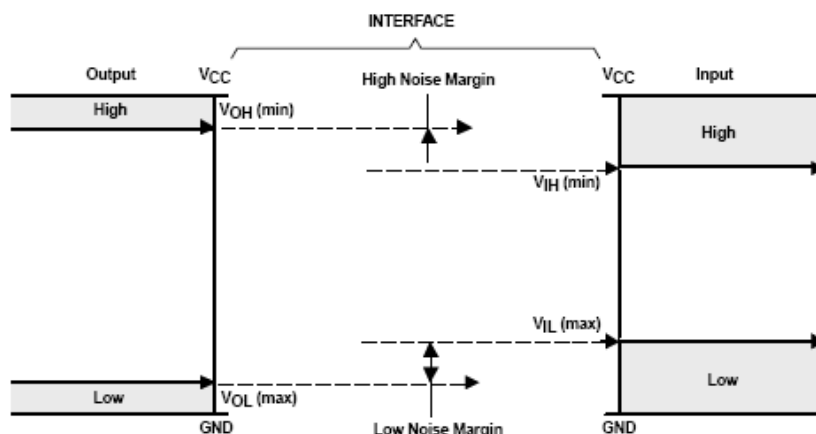 INTERFACE
Output
VCC
High Noise Margin
VCC
Input
High
VOH (min)
High
VIH (min)
VIL (max)
Low
VOL (max)
Low
GND
Low Noise Margin
GND